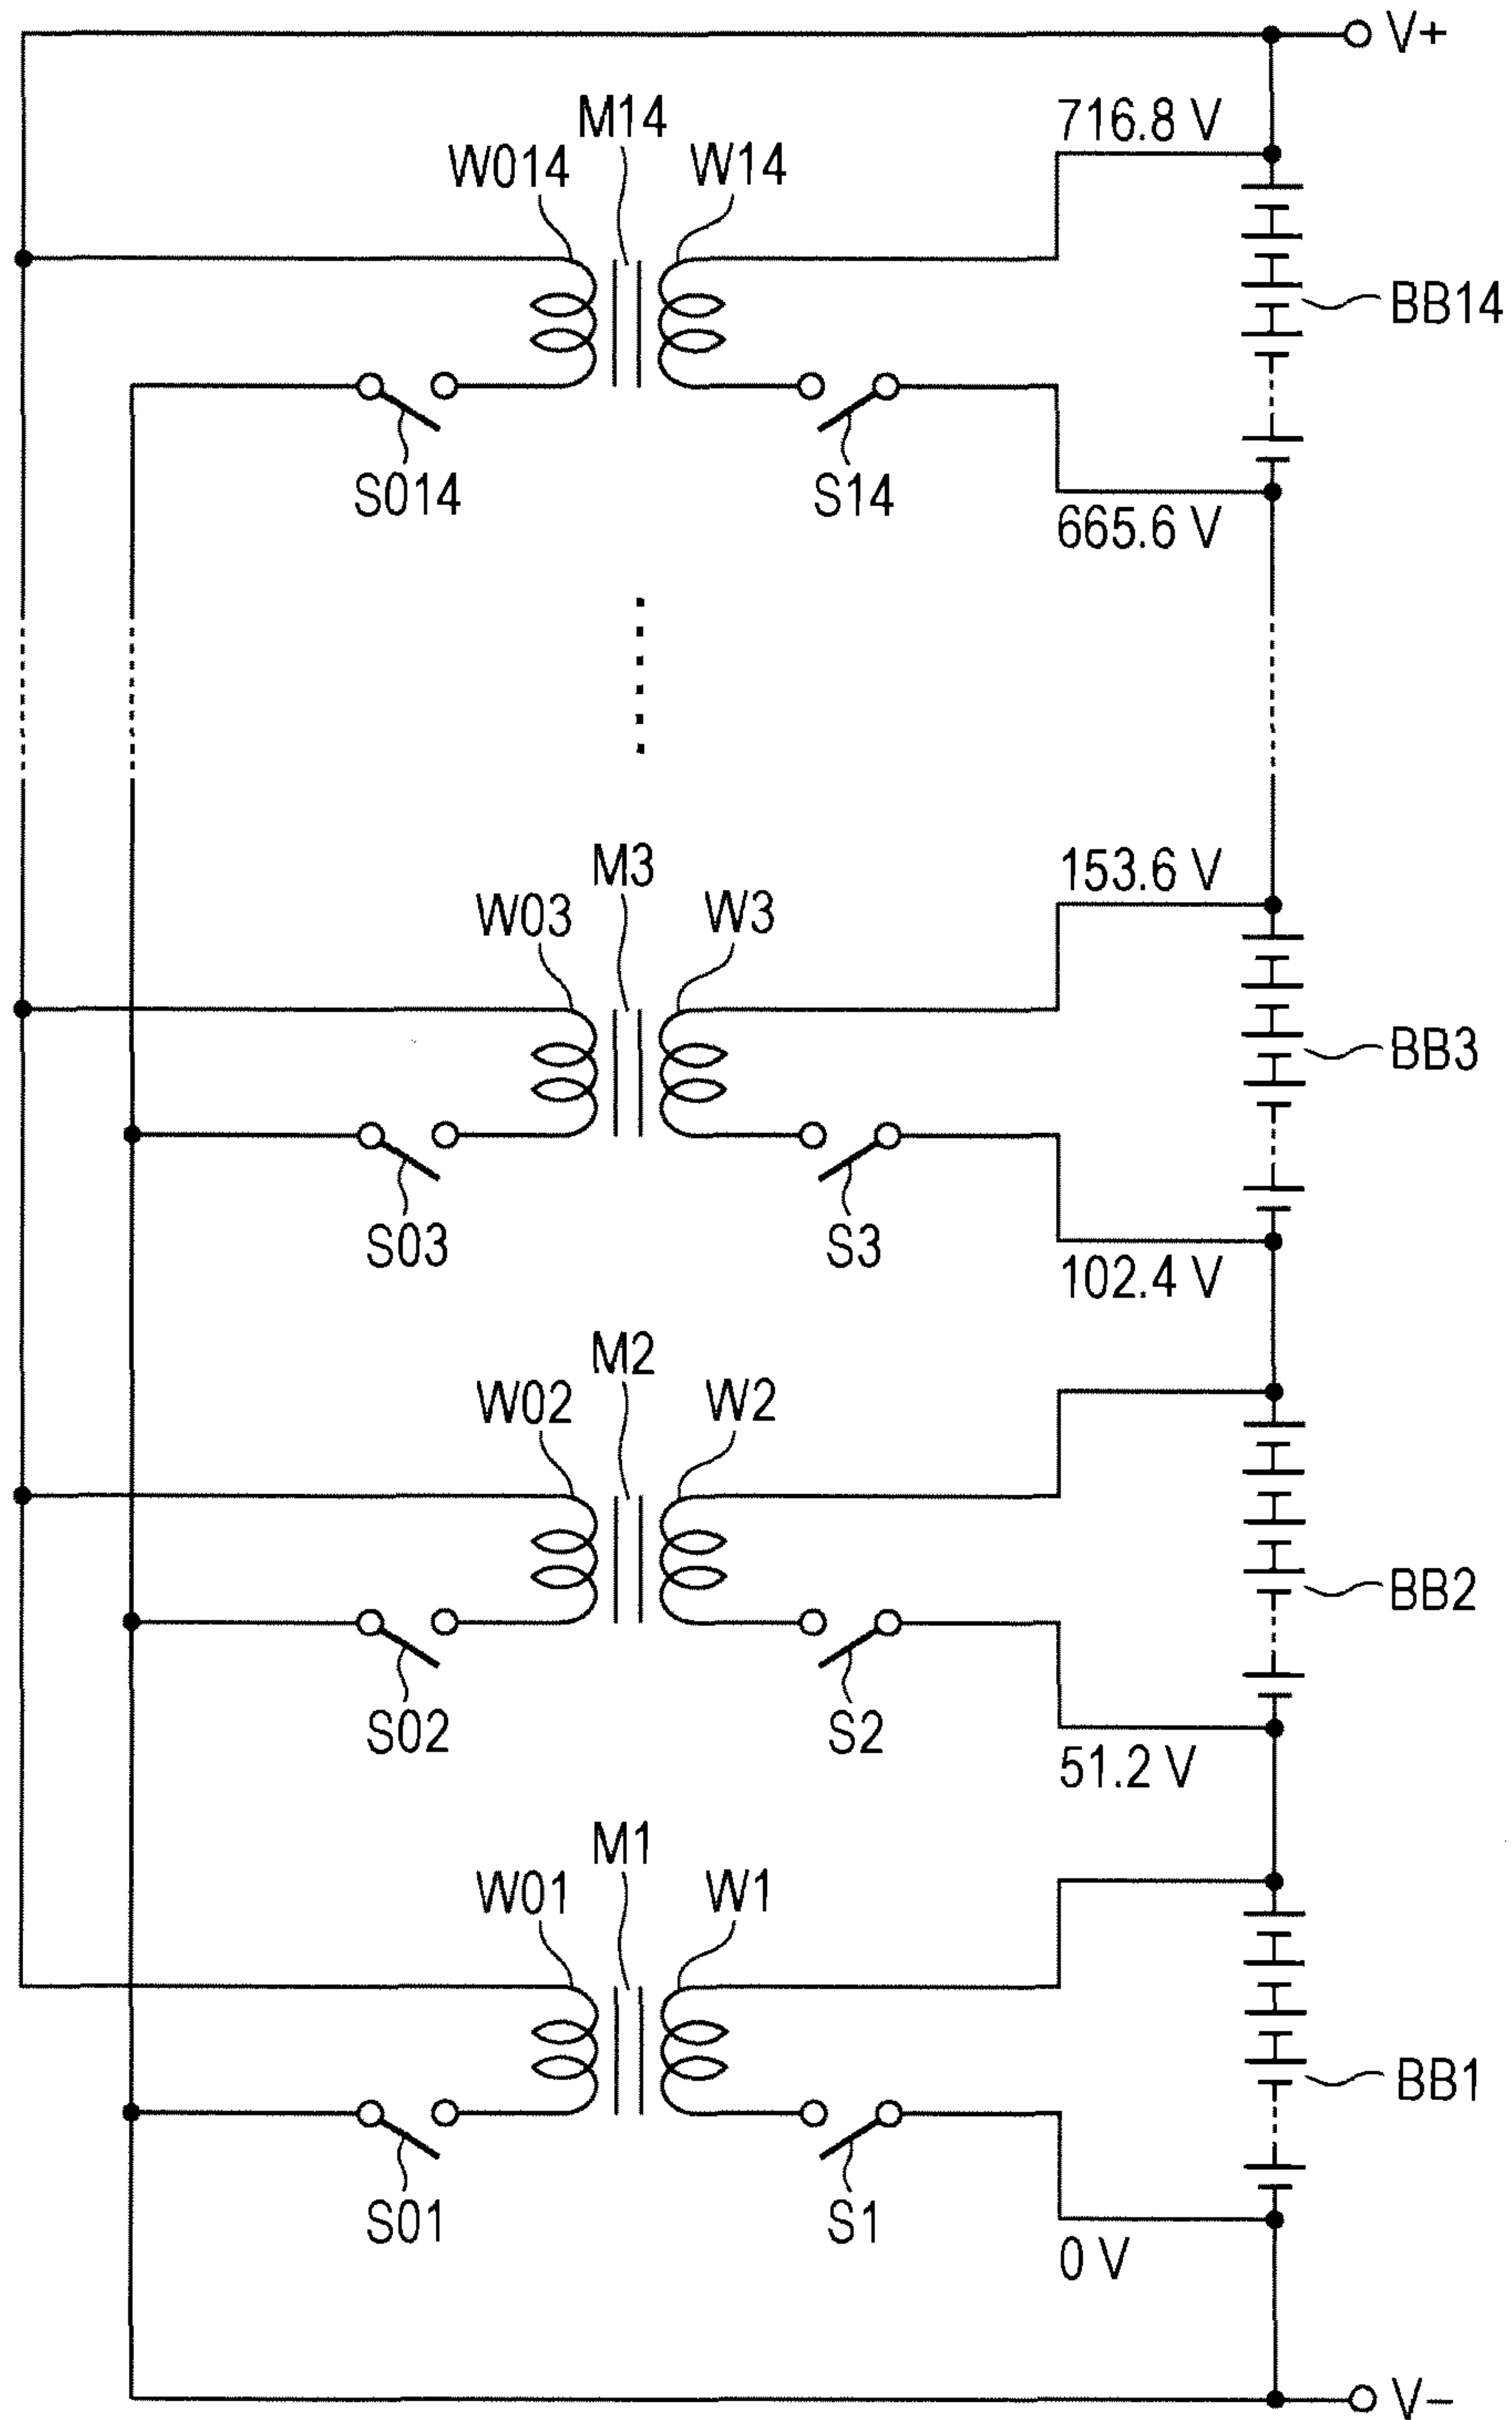 V+
716.8 V
M14
W014
W14
BB14
S014
S14
665.6 V
153.6 V
M3
W03
W3
BB3
S03
S3
102.4 V
M2
W02
W2
BB2
S02
S2
51.2 V
M1
W01
W1
BB1
S01
S1
0 V
V−